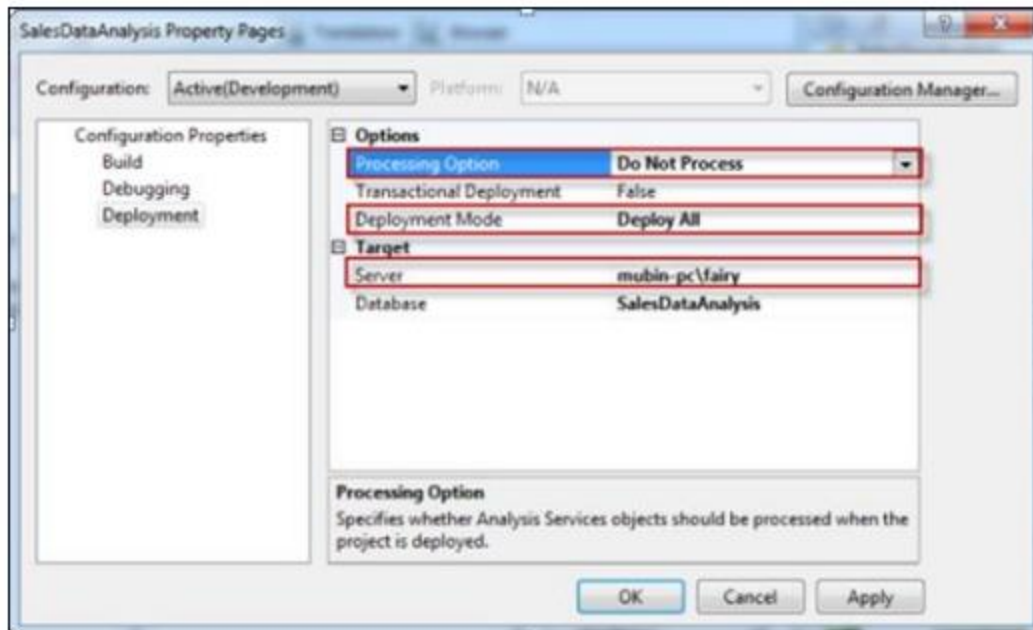 SalesDataAnalysis Property Pages
Configuration: Active(Development) Platform: N/A Configuration Manager...
Configuration Properties
Build
Debugging
Deployment
Options
Processing Option Do Not Process
Transactional Deployment False
Deployment Mode Deploy All
Target
Server mubin-pc\fairy
Database SalesDataAnalysis
Processing Option
Specifies whether Analysis Services objects should be processed when the
project is deployed.
OK Cancel Apply